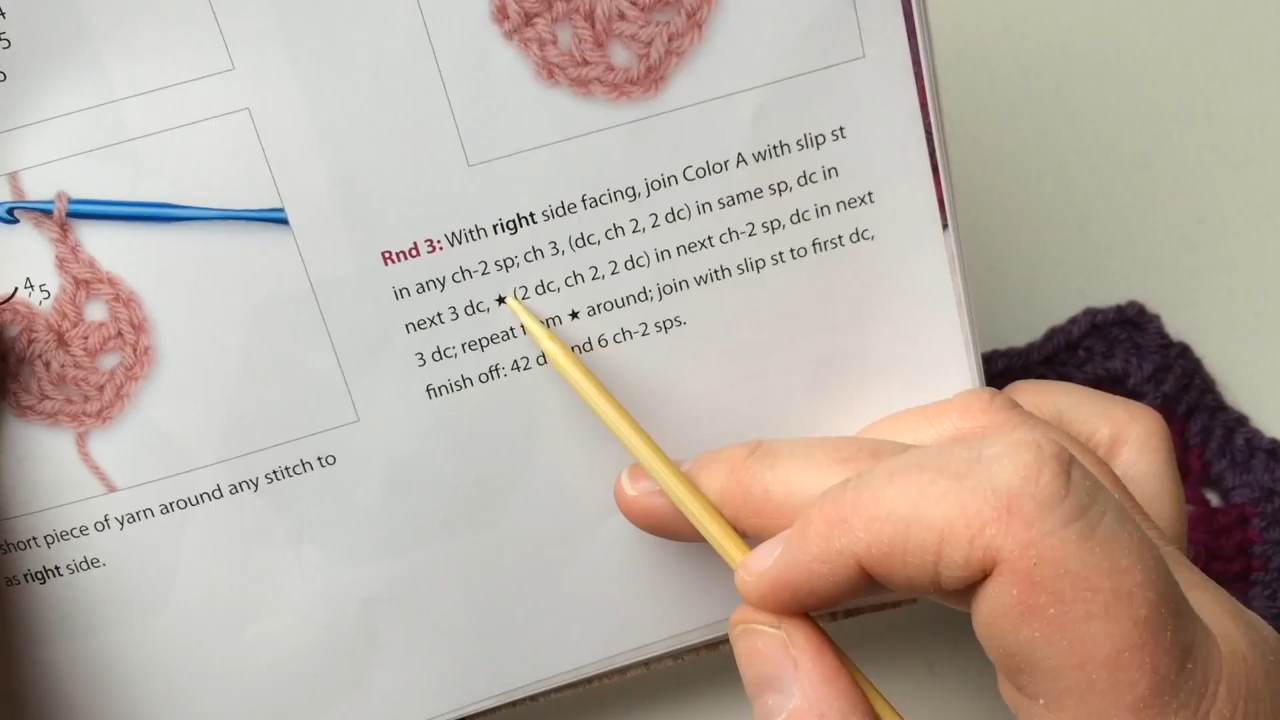 4
5
4
5
short piece of yarn around any stitch to
as right side.
Rnd 3: With right side facing, join Color A with slip st
in any ch-2 sp; ch 3, (dc, ch 2, 2 dc) in same sp, dc in
next 3 dc, ★ (2 dc, ch 2, 2 dc) in next ch-2 sp, dc in next
3 dc; repeat ★ around; join with slip st to first dc,
finish off: 42 6 ch-2 sps.